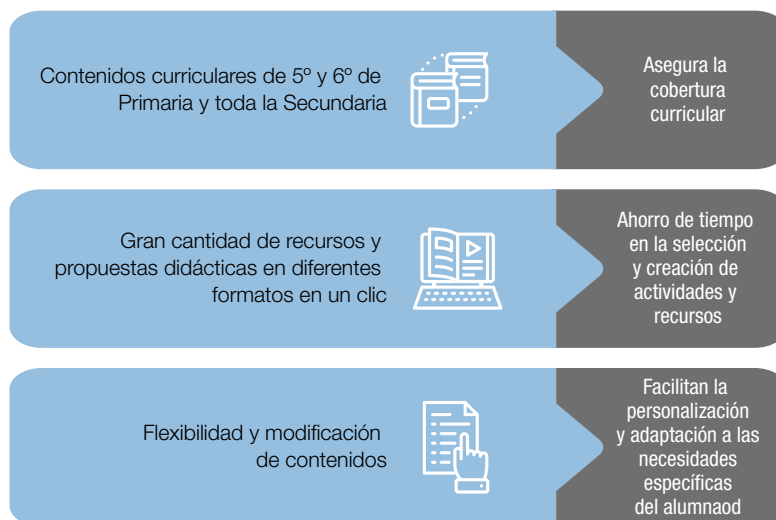 Contenidos curriculares de 5º y 6º de
Primaria y toda la Secundaria
Asegura la
cobertura
curricular
Gran cantidad de recursos y
propuestas didácticas en diferentes
formatos en un clic
Ahorro de tiempo
en la selección
y creación de
actividades y
recursos
Flexibilidad y modificación
de contenidos
Facilitan la
personalización
y adaptación a las
necesidades
específicas
del alumnaod